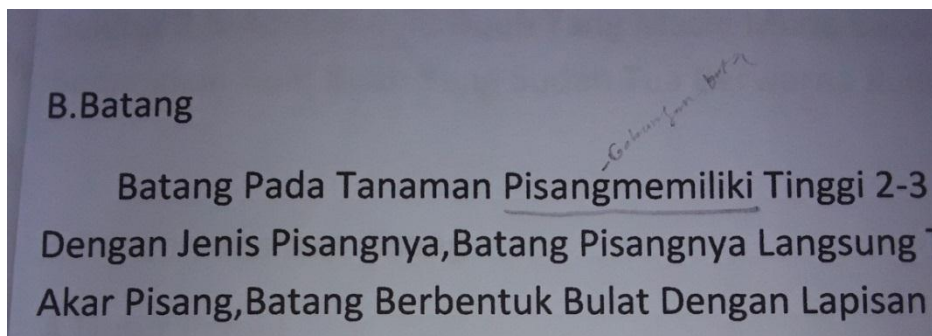 B.Batang
Batang Pada Tanaman Pisangmemiliki Tinggi 2-3
Dengan Jenis Pisangnya,Batang Pisangnya Langsung
Akar Pisang,Batang Berbentuk Bulat Dengan Lapisan